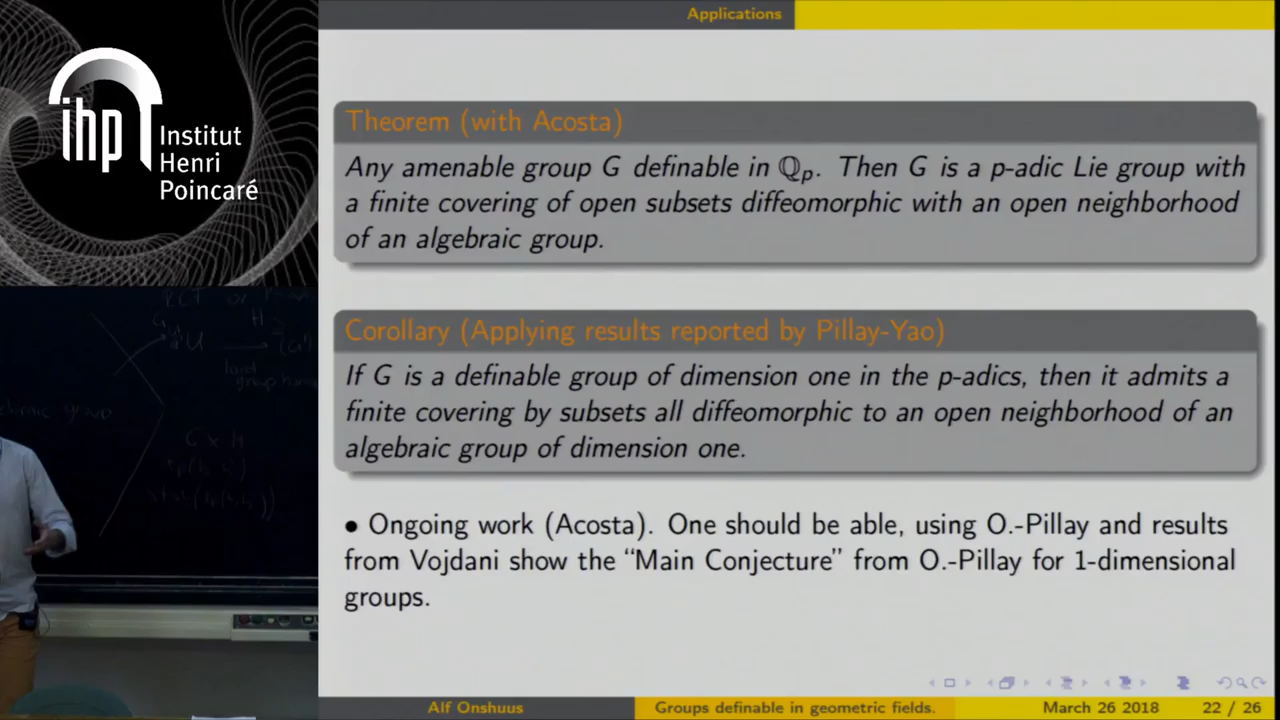 Applications
ihp
Institut
Henri
Poincaré
Theorem (with Acosta)
Any amenable group G definable in ℚp. Then G is a p-adic Lie group with
a finite covering of open subsets diffeomorphic with an open neighborhood
of an algebraic group.
Corollary (Applying results reported by Pillay-Yao)
If G is a definable group of dimension one in the p-adics, then it admits a
finite covering by subsets all diffeomorphic to an open neighborhood of an
algebraic group of dimension one.
• Ongoing work (Acosta). One should be able, using O.-Pillay and results
from Vojdani show the “Main Conjecture” from O.-Pillay for 1-dimensional
groups.
group
G x H
Alf Onshuus
Groups definable in geometric fields.
March 26 2018
22 / 26